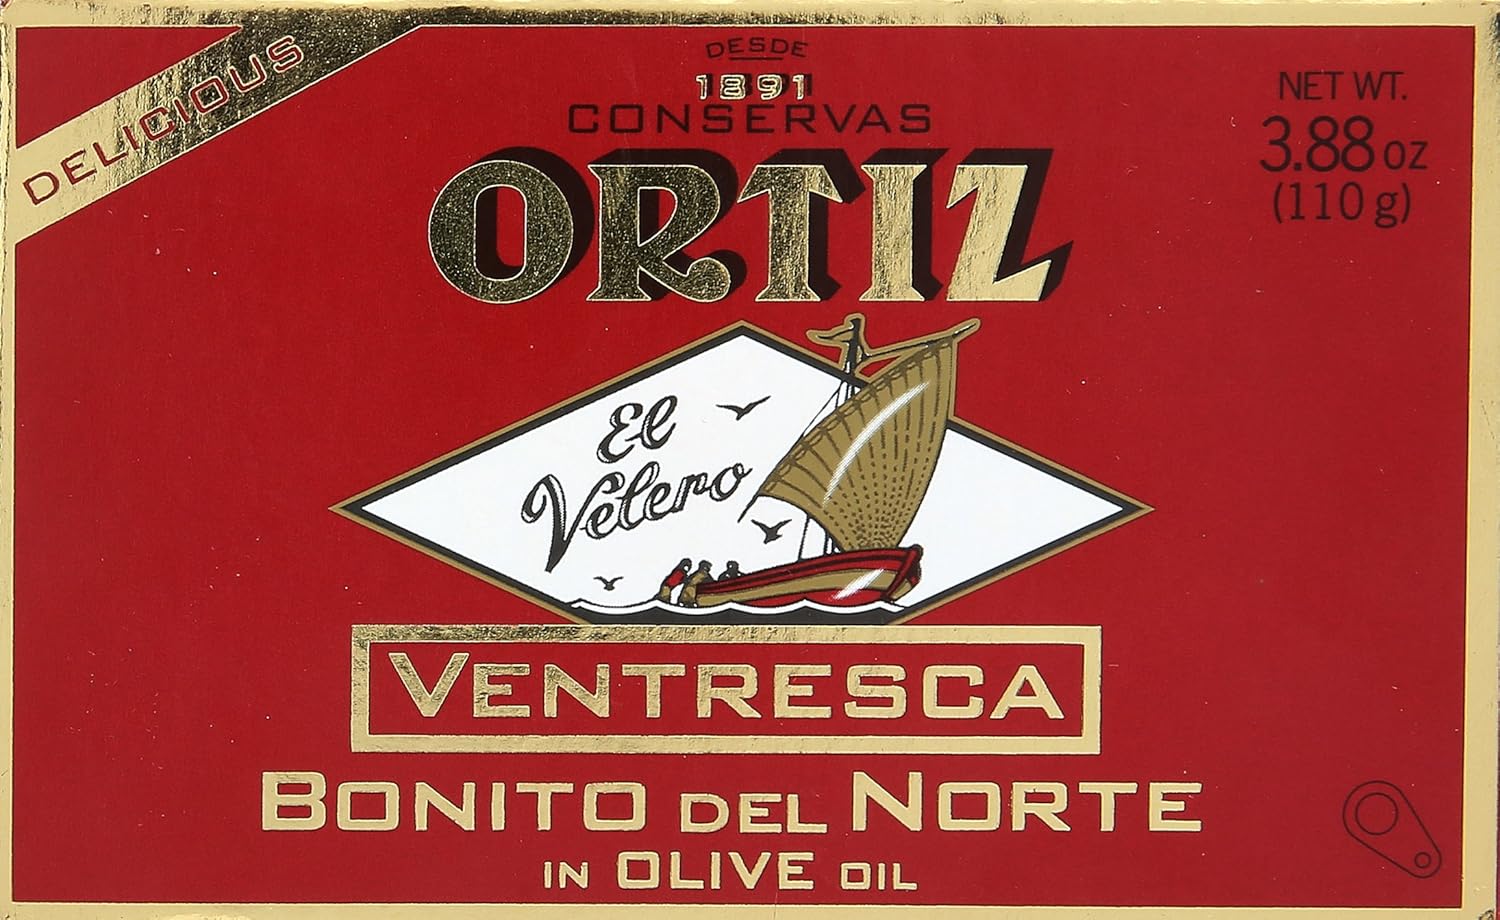 DELICIOUS
DESDE
1891
CONSERVAS
ORTIZ
NET WT.
3.88 OZ
(110 g)
El
Velero
VENTRESCA
BONITO DEL NORTE
IN OLIVE OIL